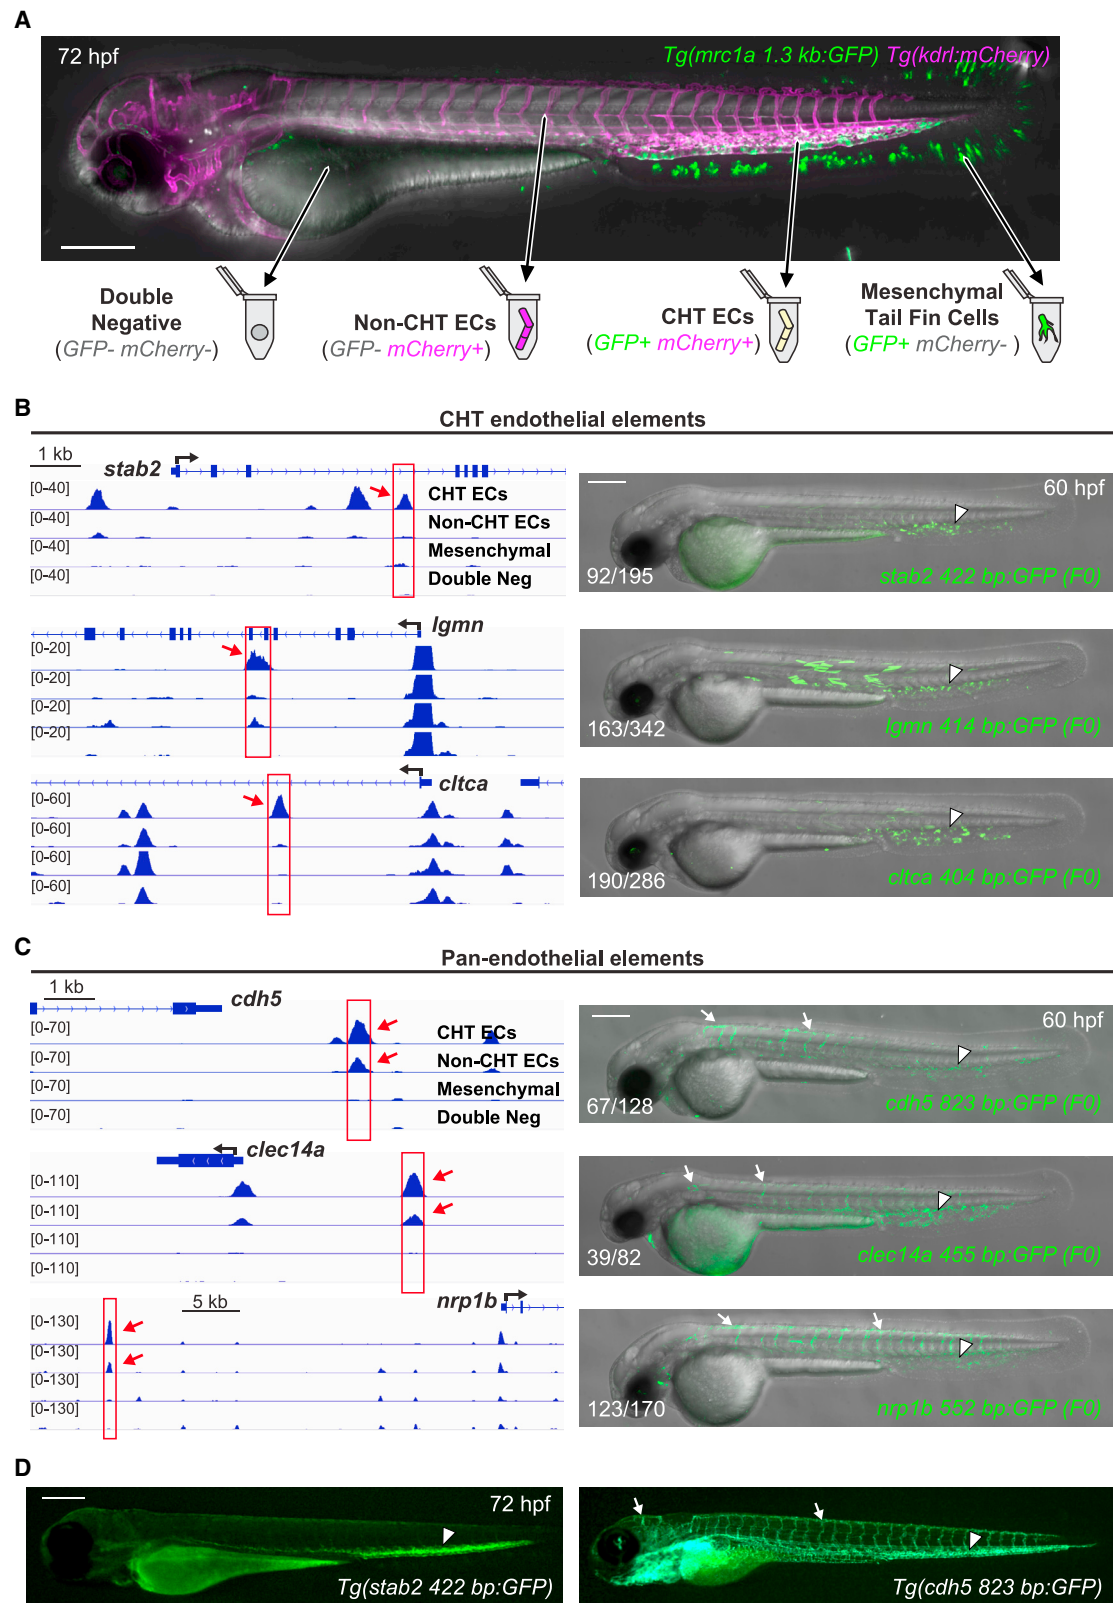 A
72 hpf
Tg(mrc1a 1.3 kb:GFP) Tg(kdrl:mCherry)
Double
Negative
(GFP- mCherry-)
Non-CHT ECs
(GFP- mCherry+)
CHT ECs
(GFP+ mCherry+)
Mesenchymal
Tail Fin Cells
(GFP+ mCherry- )
B
CHT endothelial elements
1 kb
stab2
[0-40]
CHT ECs
[0-40]
Non-CHT ECs
[0-40]
Mesenchymal
[0-40]
Double Neg
60 hpf
92/195
stab2 422 bp:GFP (F0)
lgmn
[0-20]
[0-20]
[0-20]
[0-20]
163/342
lgmn 414 bp:GFP (F0)
cltca
[0-60]
[0-60]
[0-60]
[0-60]
190/286
cltca 404 bp:GFP (F0)
C
Pan-endothelial elements
1 kb
cdh5
[0-70]
CHT ECs
[0-70]
Non-CHT ECs
[0-70]
Mesenchymal
[0-70]
Double Neg
60 hpf
67/128
cdh5 823 bp:GFP (F0)
clec14a
[0-110]
[0-110]
[0-110]
[0-110]
39/82
clec14a 455 bp:GFP (F0)
5 kb
nrp1b
[0-130]
[0-130]
[0-130]
[0-130]
123/170
nrp1b 552 bp:GFP (F0)
D
72 hpf
Tg(stab2 422 bp:GFP)
Tg(cdh5 823 bp:GFP)